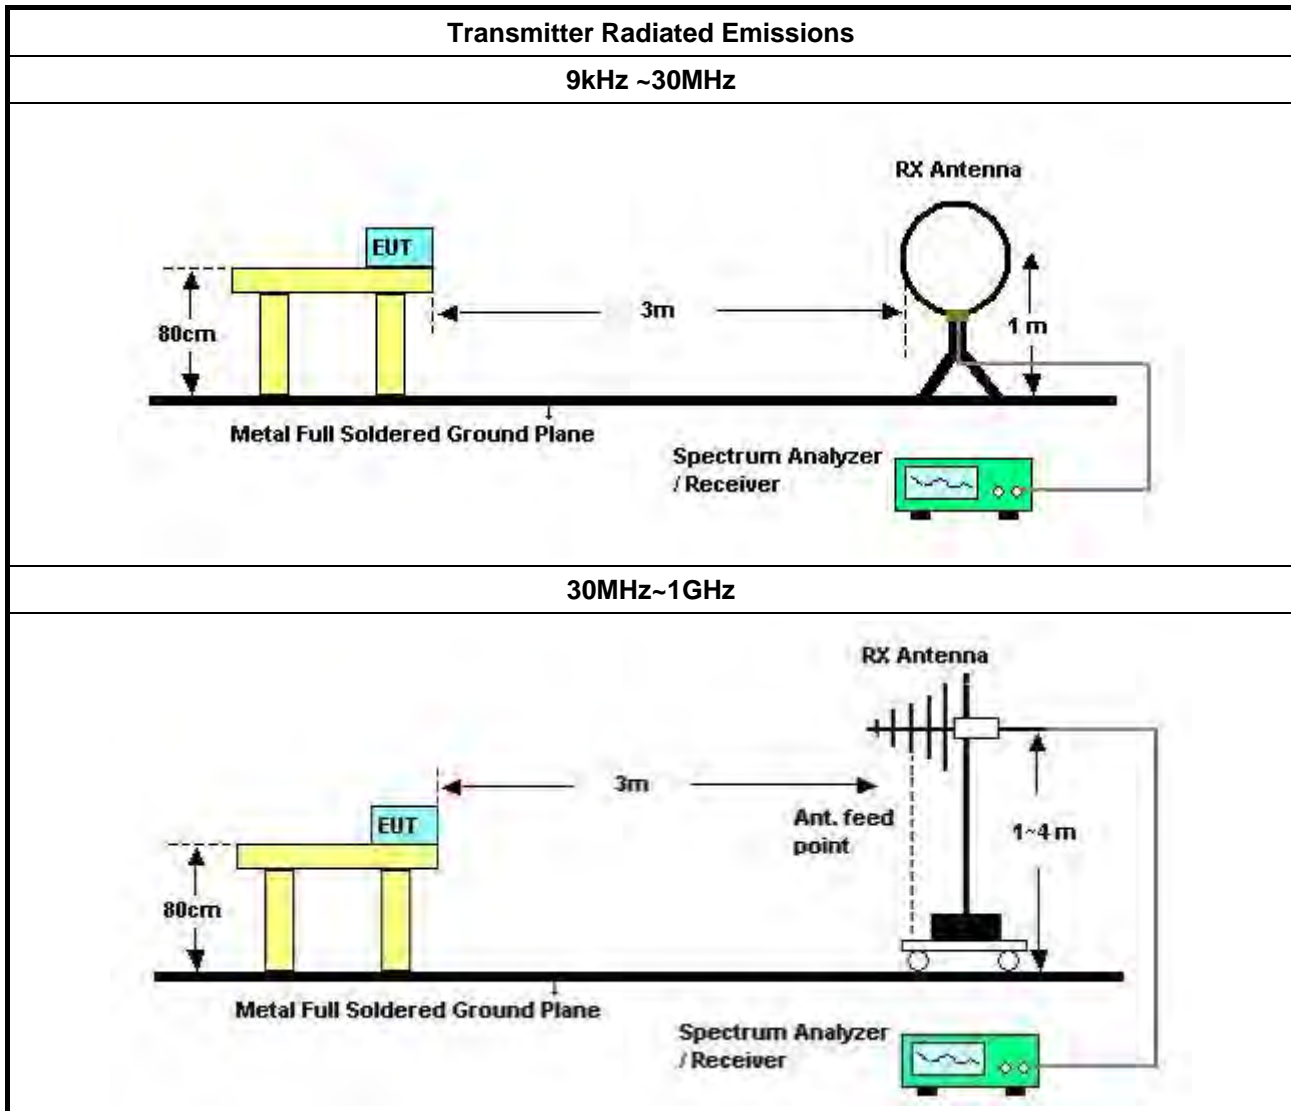 Transmitter Radiated Emissions
9kHz ~30MHz
RX Antenna
EUT
80cm
3m
1 m
Metal Full Soldered Ground Plane
Spectrum Analyzer
/ Receiver
30MHz~1GHz
RX Antenna
3m
EUT
Ant. feed
point
1~4 m
80cm
Metal Full Soldered Ground Plane
Spectrum Analyzer
/ Receiver